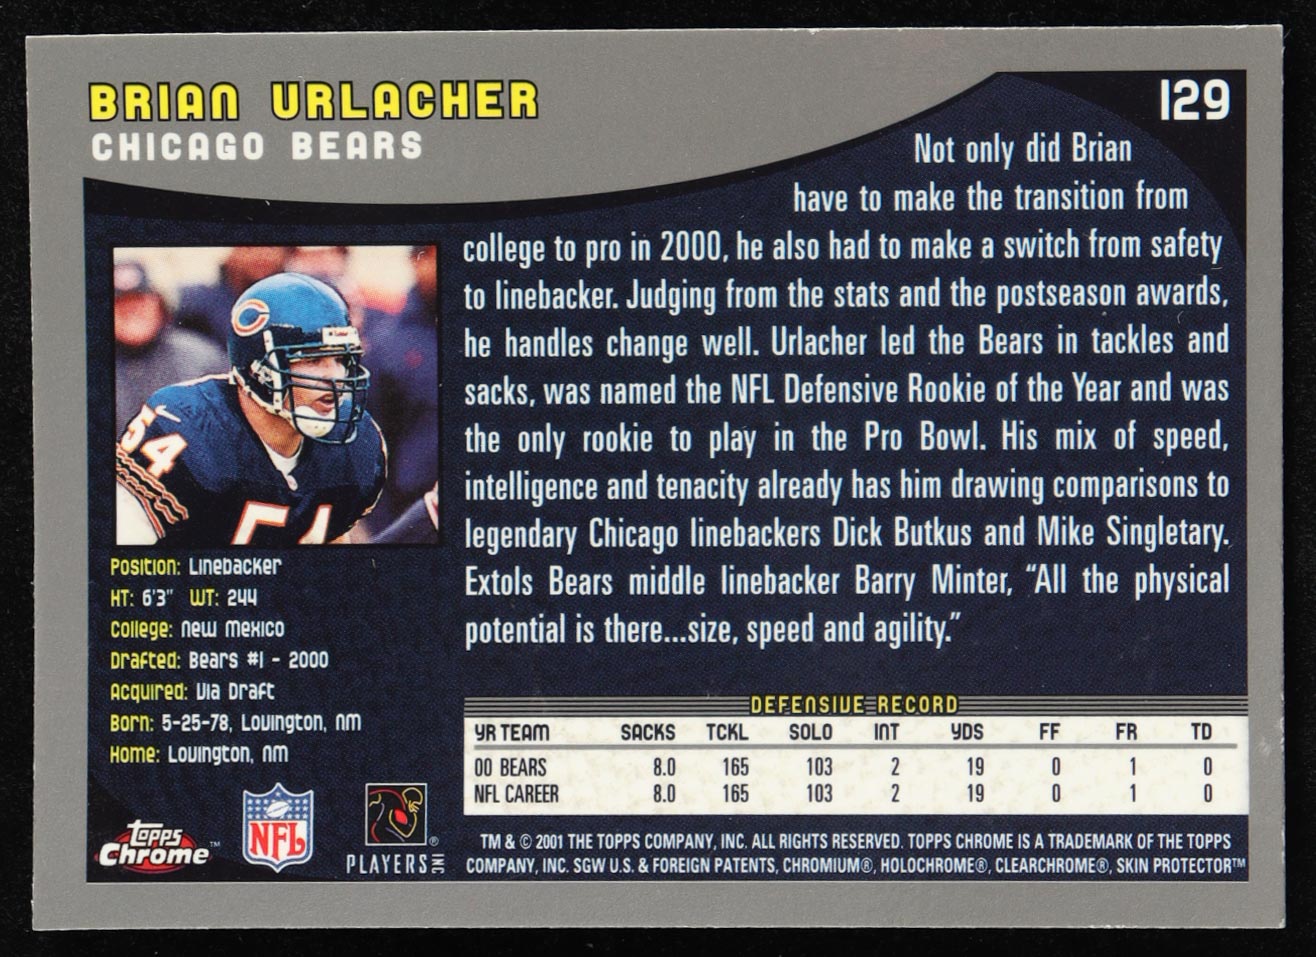 BRIAN URLACHER
CHICAGO BEARS
129
Not only did Brian
have to make the transition from
college to pro in 2000, he also had to make a switch from safety
to linebacker. Judging from the stats and the postseason awards,
he handles change well. Urlacher led the Bears in tackles and
sacks, was named the NFL Defensive Rookie of the Year and was
the only rookie to play in the Pro Bowl. His mix of speed,
intelligence and tenacity already has him drawing comparisons to
legendary Chicago linebackers Dick Butkus and Mike Singletary.
Extols Bears middle linebacker Barry Minter, “All the physical
potential is there...size, speed and agility.”
C
54
54
Position: Linebacker
HT: 6'3" WT: 244
College: New Mexico
Drafted: Bears #1 - 2000
Acquired: Via Draft
Born: 5-25-78, Lovington, NM
Home: Lovington, NM
DEFENSIVE RECORD
YR TEAM SACKS TCKL SOLO INT YDS FF FR TD
00 BEARS 8.0 165 103 2 19 0 1 0
NFL CAREER 8.0 165 103 2 19 0 1 0
Topps Chrome™
NFL
PLAYERS INC ®
TM & © 2001 THE TOPPS COMPANY, INC. ALL RIGHTS RESERVED. TOPPS CHROME IS A TRADEMARK OF THE TOPPS
COMPANY, INC. SGW U.S. & FOREIGN PATENTS, CHROMIUM®, HOLOCHROME®, CLEARCHROME®, SKIN PROTECTOR™